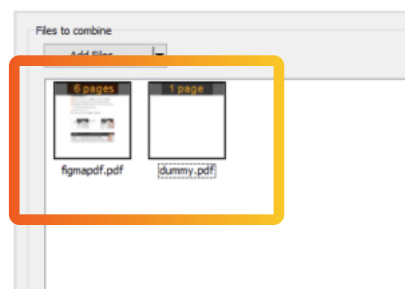 Files to combine
Add Files
6 pages
1 page
figmapdf.pdf
dummy.pdf